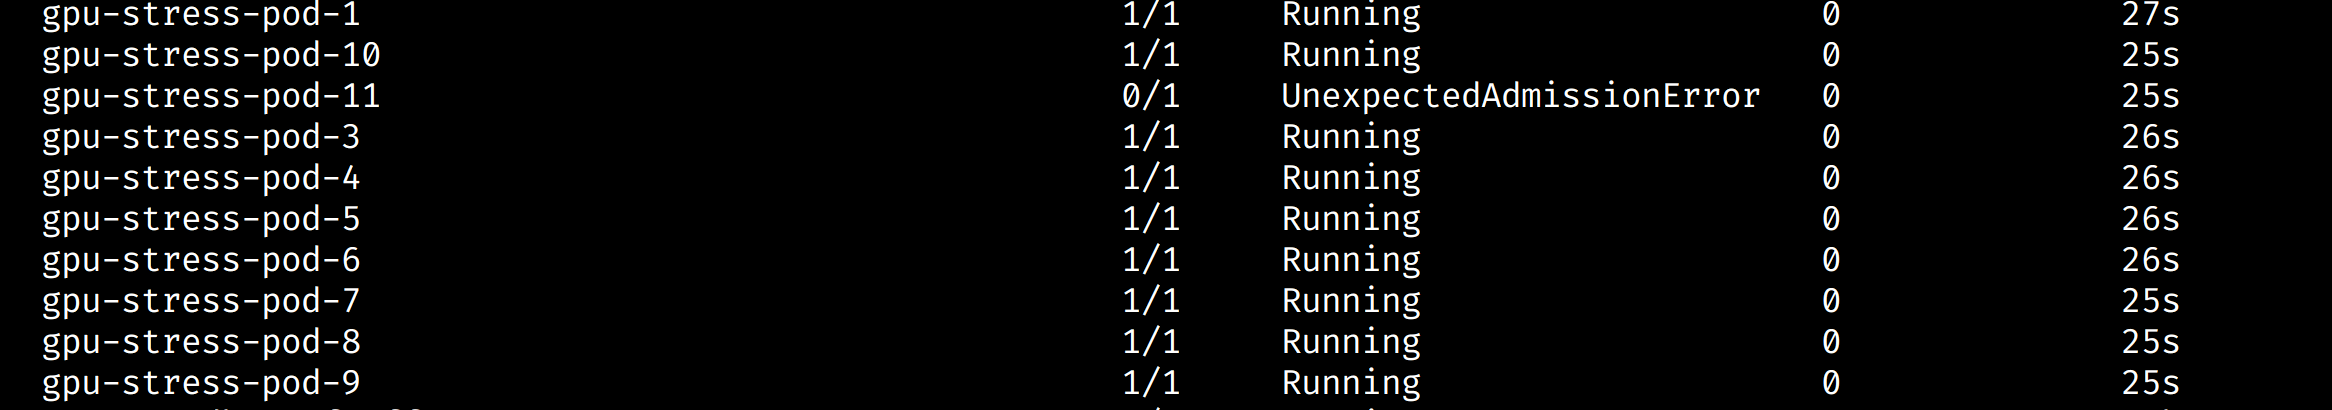 gpu-stress-pod-1 1/1 Running 0 27s
gpu-stress-pod-10 1/1 Running 0 25s
gpu-stress-pod-11 0/1 UnexpectedAdmissionError 0 25s
gpu-stress-pod-3 1/1 Running 0 26s
gpu-stress-pod-4 1/1 Running 0 26s
gpu-stress-pod-5 1/1 Running 0 26s
gpu-stress-pod-6 1/1 Running 0 26s
gpu-stress-pod-7 1/1 Running 0 25s
gpu-stress-pod-8 1/1 Running 0 25s
gpu-stress-pod-9 1/1 Running 0 25s